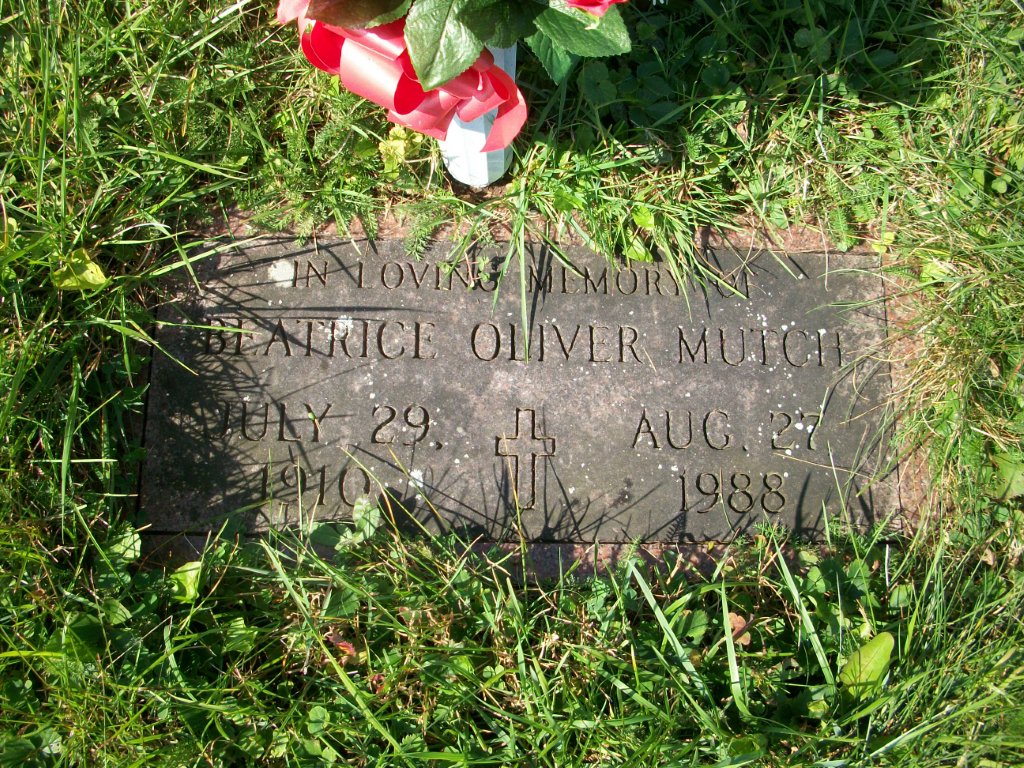 IN LOVING MEMORY OF
BEATRICE OLIVER MUTCH
JULY 29, AUG. 27
1910 1988